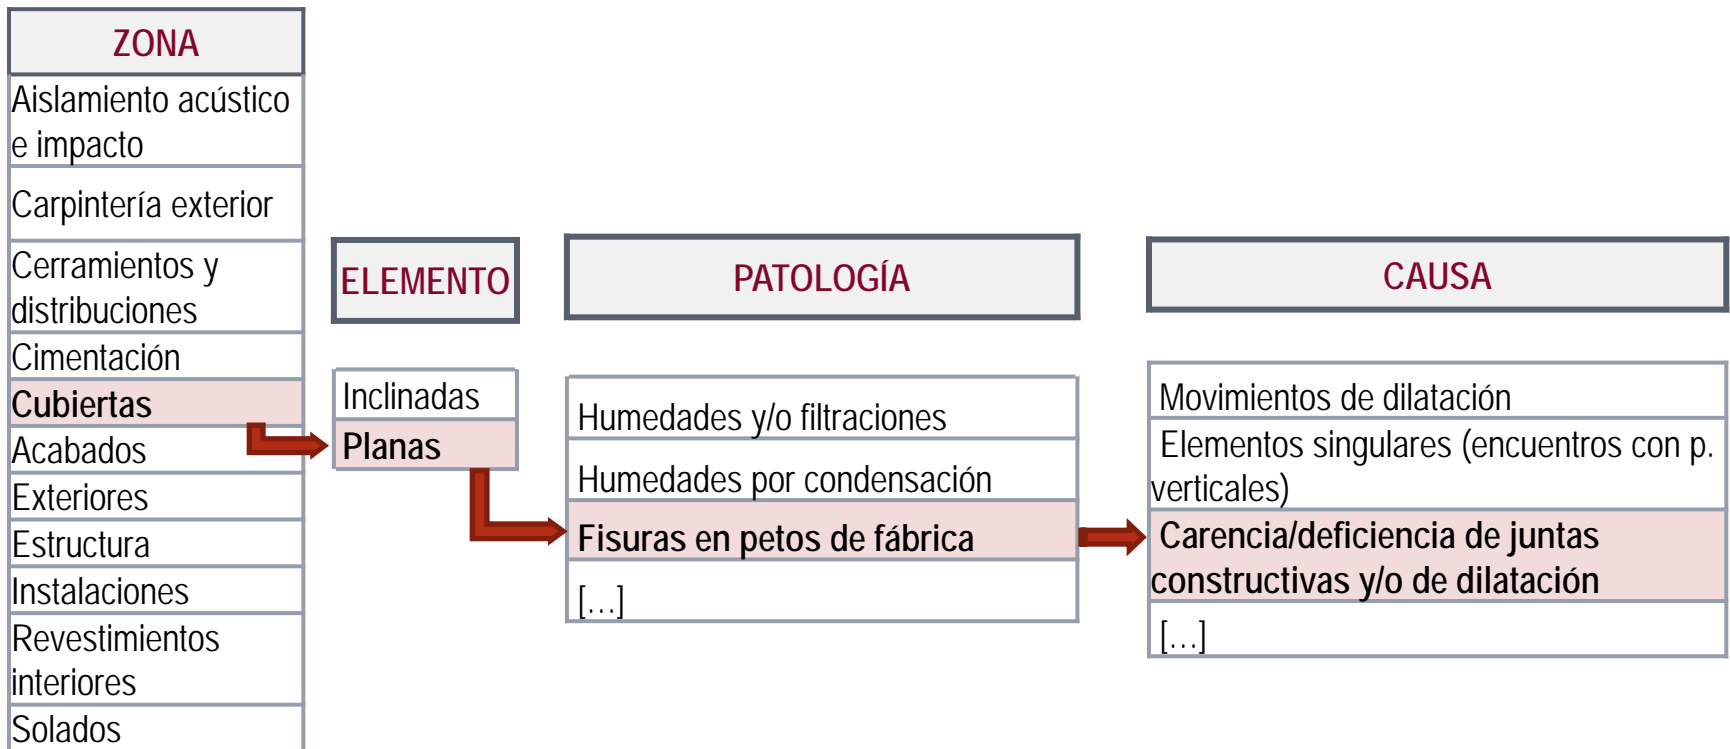 ZONA
Aislamiento acústico
e impacto
Carpintería exterior
Cerramientos y
distribuciones
Cimentación
Cubiertas
Acabados
Exteriores
Estructura
Instalaciones
Revestimientos
interiores
Solados
ELEMENTO
Inclinadas
Planas
PATOLOGÍA
Humedades y/o filtraciones
Humedades por condensación
Fisuras en petos de fábrica
[…]
CAUSA
Movimientos de dilatación
Elementos singulares (encuentros con p.
verticales)
Carencia/deficiencia de juntas
constructivas y/o de dilatación
[…]